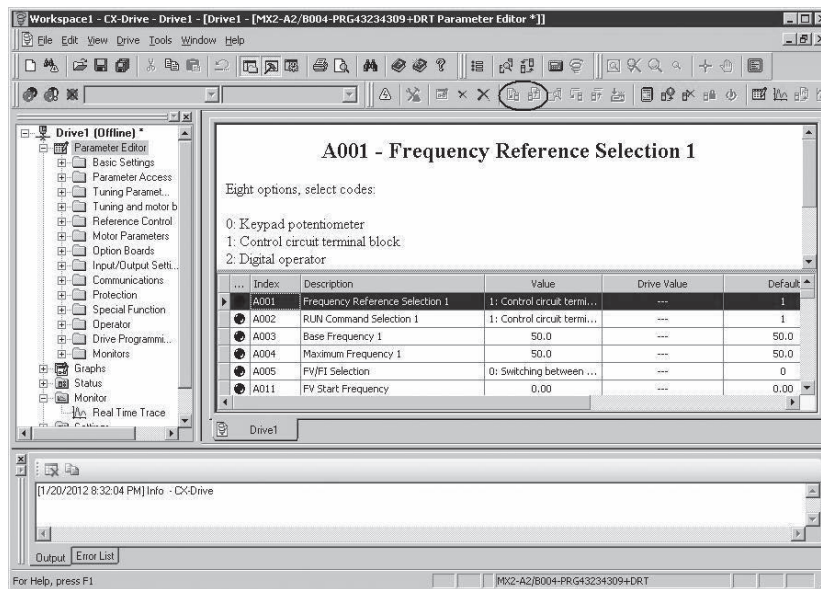 Workspace1 - CX-Drive - Drive1 - [Drive1 - [MX2-A2/B004-PRG43234309+DRT Parameter Editor *]]
File Edit View Drive Tools Window Help
Drive1 (Offline) *
Parameter Editor
Basic Settings
Parameter Access
Tuning Paramet...
Tuning and motor b
Reference Control
Motor Parameters
Option Boards
Input/Output Setti...
Communications
Protection
Special Function
Operator
Drive Programmi...
Monitors
Graphs
Status
Monitor
Real Time Trace
A001 - Frequency Reference Selection 1
Eight options, select codes:
0: Keypad potentiometer
1: Control circuit terminal block
2: Digital operator
... Index Description Value Drive Value Default
A001 Frequency Reference Selection 1 1: Control circuit termi... --- 1
A002 RUN Command Selection 1 1: Control circuit termi... --- 1
A003 Base Frequency 1 50.0 --- 50.0
A004 Maximum Frequency 1 50.0 --- 50.0
A005 FV/FI Selection 0: Switching between ... --- 0
A011 FV Start Frequency 0.00 --- 0.00
Drive1
[1/20/2012 8:32:04 PM] Info - CX-Drive
Output Error List
For Help, press F1
MX2-A2/B004-PRG43234309+DRT